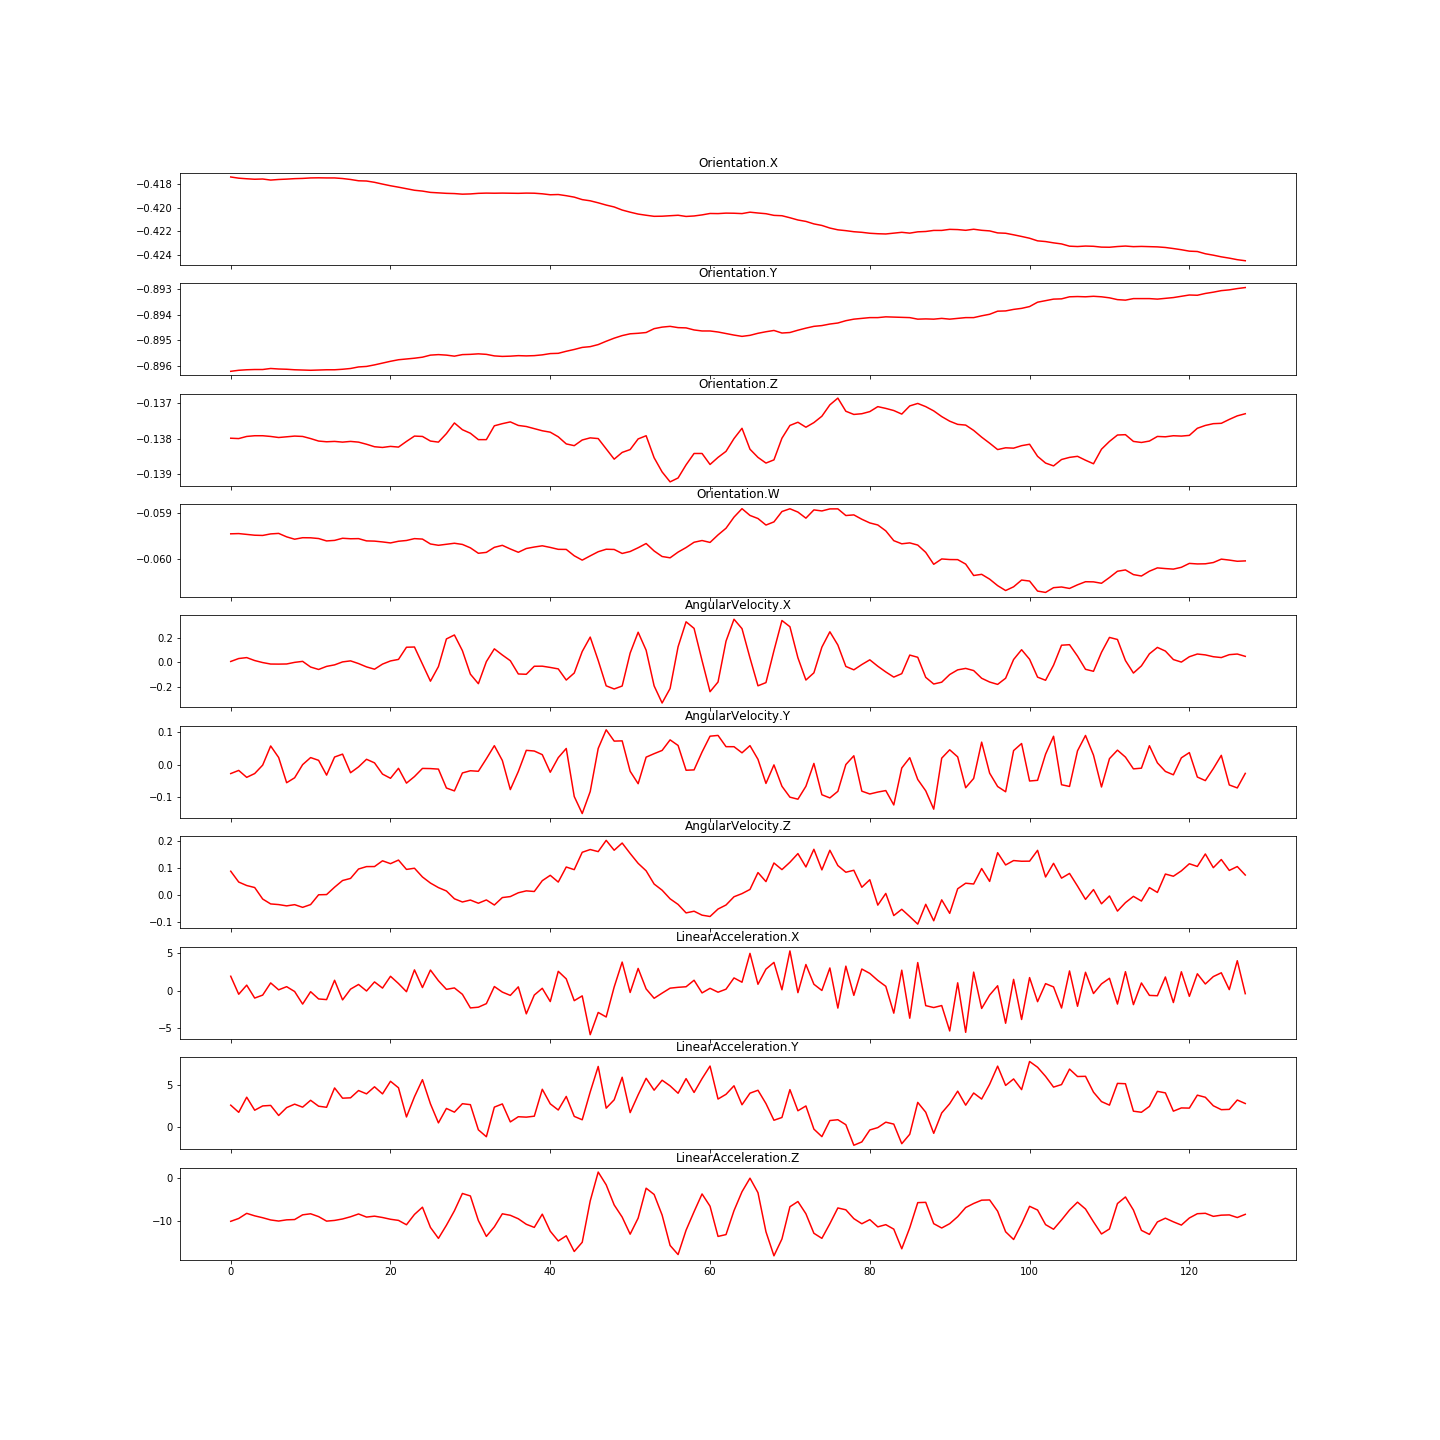 Orientation.X
−0.418
−0.420
−0.422
−0.424
Orientation.Y
−0.893
−0.894
−0.895
−0.896
Orientation.Z
−0.137
−0.138
−0.139
Orientation.W
−0.059
−0.060
AngularVelocity.X
0.2
0.0
−0.2
AngularVelocity.Y
0.1
0.0
−0.1
AngularVelocity.Z
0.2
0.1
0.0
−0.1
LinearAcceleration.X
5
0
−5
LinearAcceleration.Y
5
0
LinearAcceleration.Z
0
−10
0 20 40 60 80 100 120